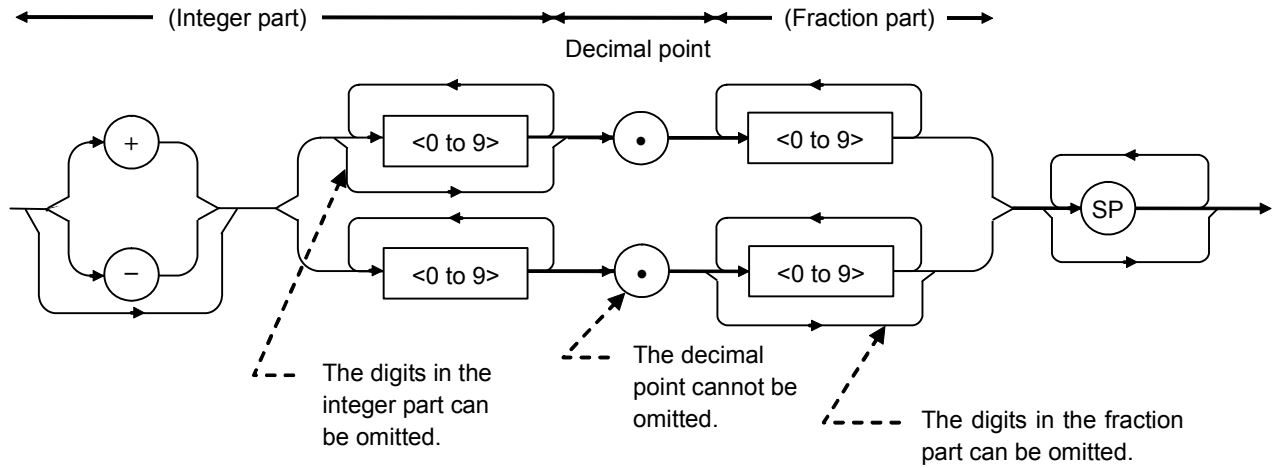 (Integer part)
(Fraction part)
Decimal point
<0 to 9>
<0 to 9>
+
•
SP
−
<0 to 9>
•
<0 to 9>
The digits in the
integer part can
be omitted.
The decimal
point cannot be
omitted.
The digits in the fraction
part can be omitted.